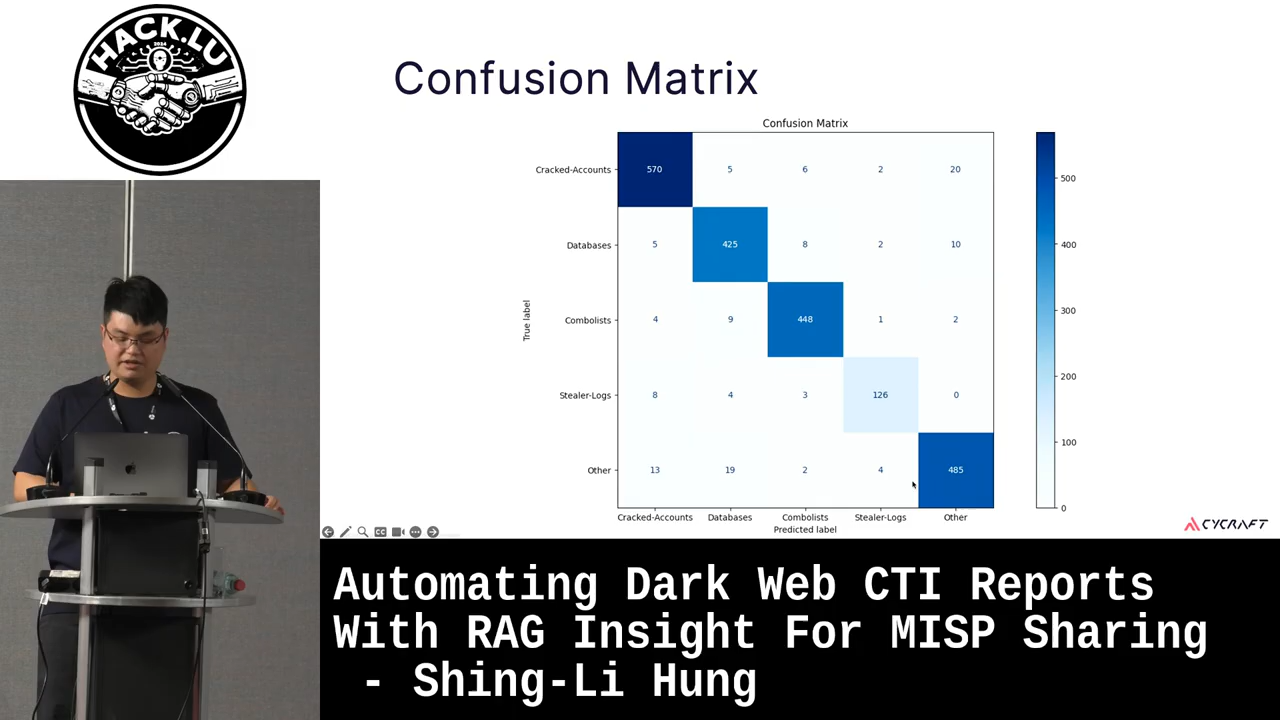 HACK.LU
2024
Confusion Matrix
Confusion Matrix
Cracked-Accounts 570 5 6 2 20
Databases 5 425 8 2 10
Combolists 4 9 448 1 2
Stealer-Logs 8 4 3 126 0
Other 13 19 2 4 485
True label
Cracked-Accounts Databases Combolists Stealer-Logs Other
Predicted label
500
400
300
200
100
0
CC
CYCRAFT
Automating Dark Web CTI Reports
With RAG Insight For MISP Sharing
- Shing-Li Hung